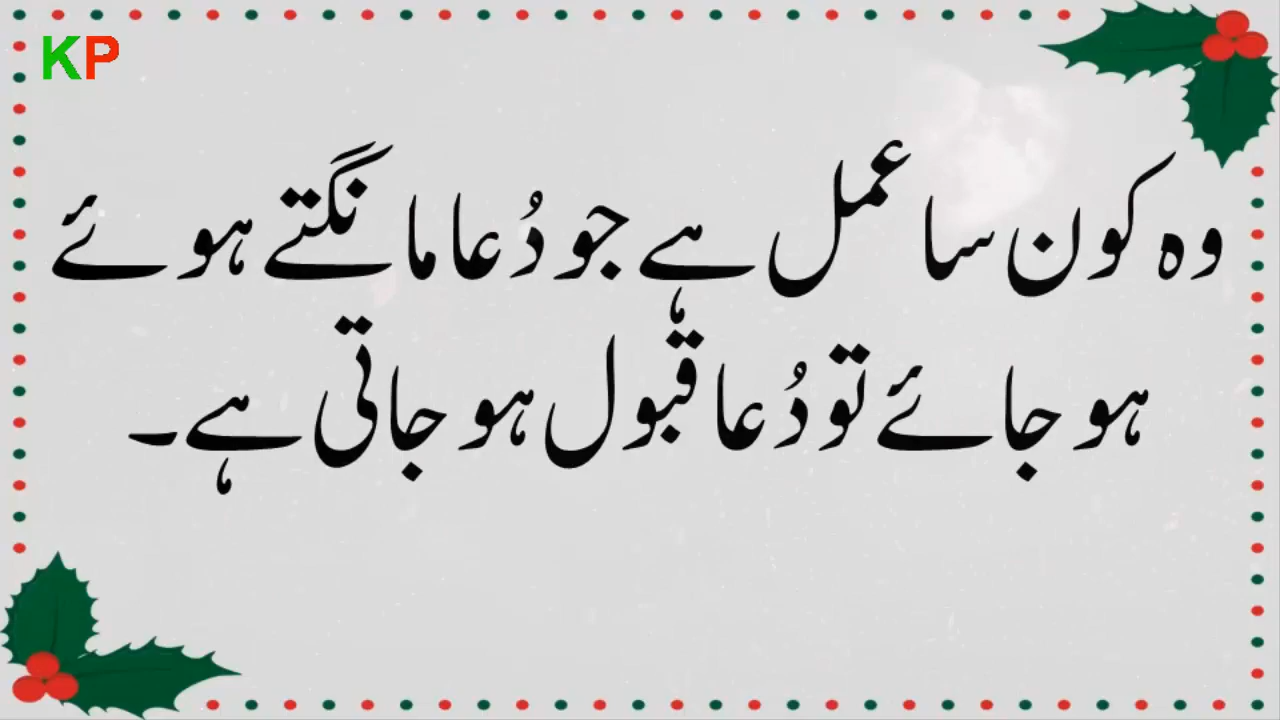 KP
وہ کون سا عمل ہے جو دُعا مانگتے ہوئے
ہو جائے تو دُعا قبول ہو جاتی ہے۔